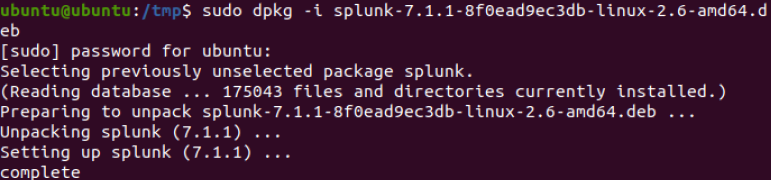 ubuntu@ubuntu:/tmp$ sudo dpkg -i splunk-7.1.1-8f0ead9ec3db-linux-2.6-amd64.d
eb
[sudo] password for ubuntu:
Selecting previously unselected package splunk.
(Reading database ... 175043 files and directories currently installed.)
Preparing to unpack splunk-7.1.1-8f0ead9ec3db-linux-2.6-amd64.deb ...
Unpacking splunk (7.1.1) ...
Setting up splunk (7.1.1) ...
complete